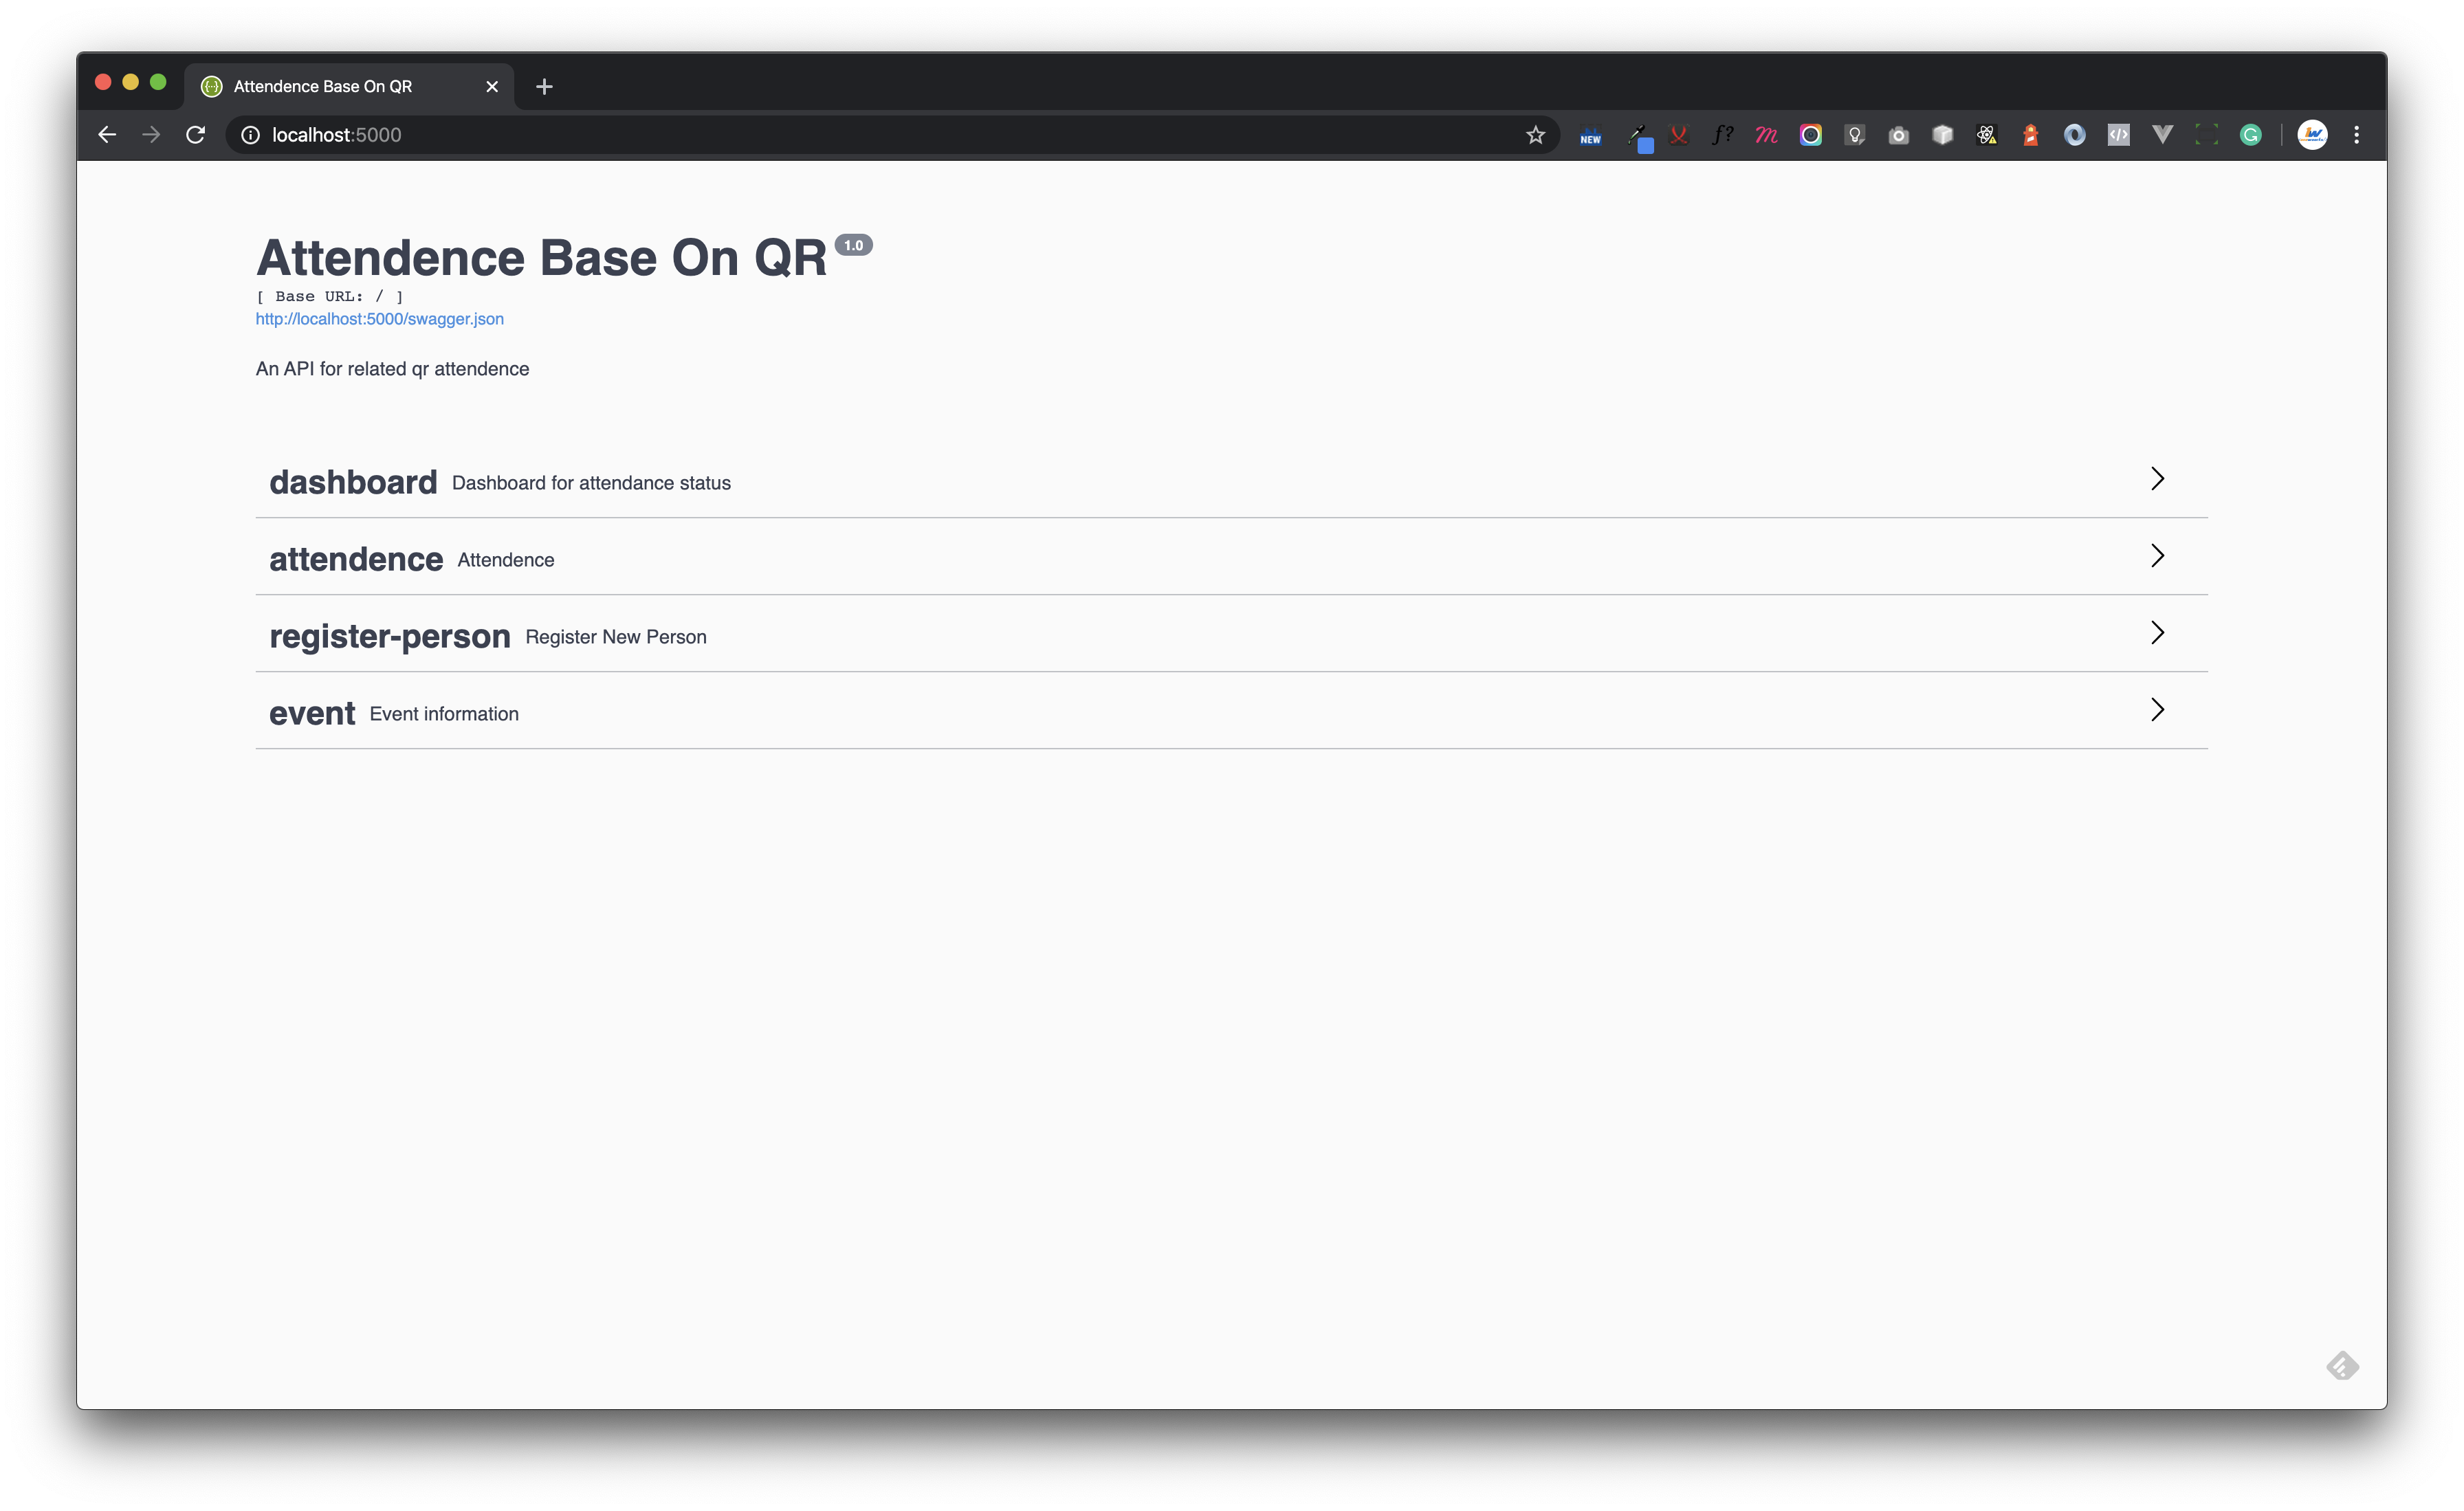 Attendence Base On QR
localhost:5000
NEW
f?
m
</>
G
Attendence Base On QR 1.0
[ Base URL: / ]
http://localhost:5000/swagger.json
An API for related qr attendence
dashboard Dashboard for attendance status
attendence Attendence
register-person Register New Person
event Event information